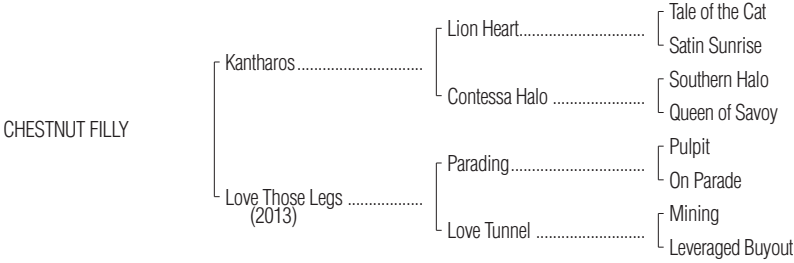 Tale of the Cat
Lion Heart..............................
Satin Sunrise
Kantharos..............................
Southern Halo
Contessa Halo ......................
Queen of Savoy
CHESTNUT FILLY
Pulpit
Parading................................
On Parade
Love Those Legs ..................
(2013)
Mining
Love Tunnel ..........................
Leveraged Buyout